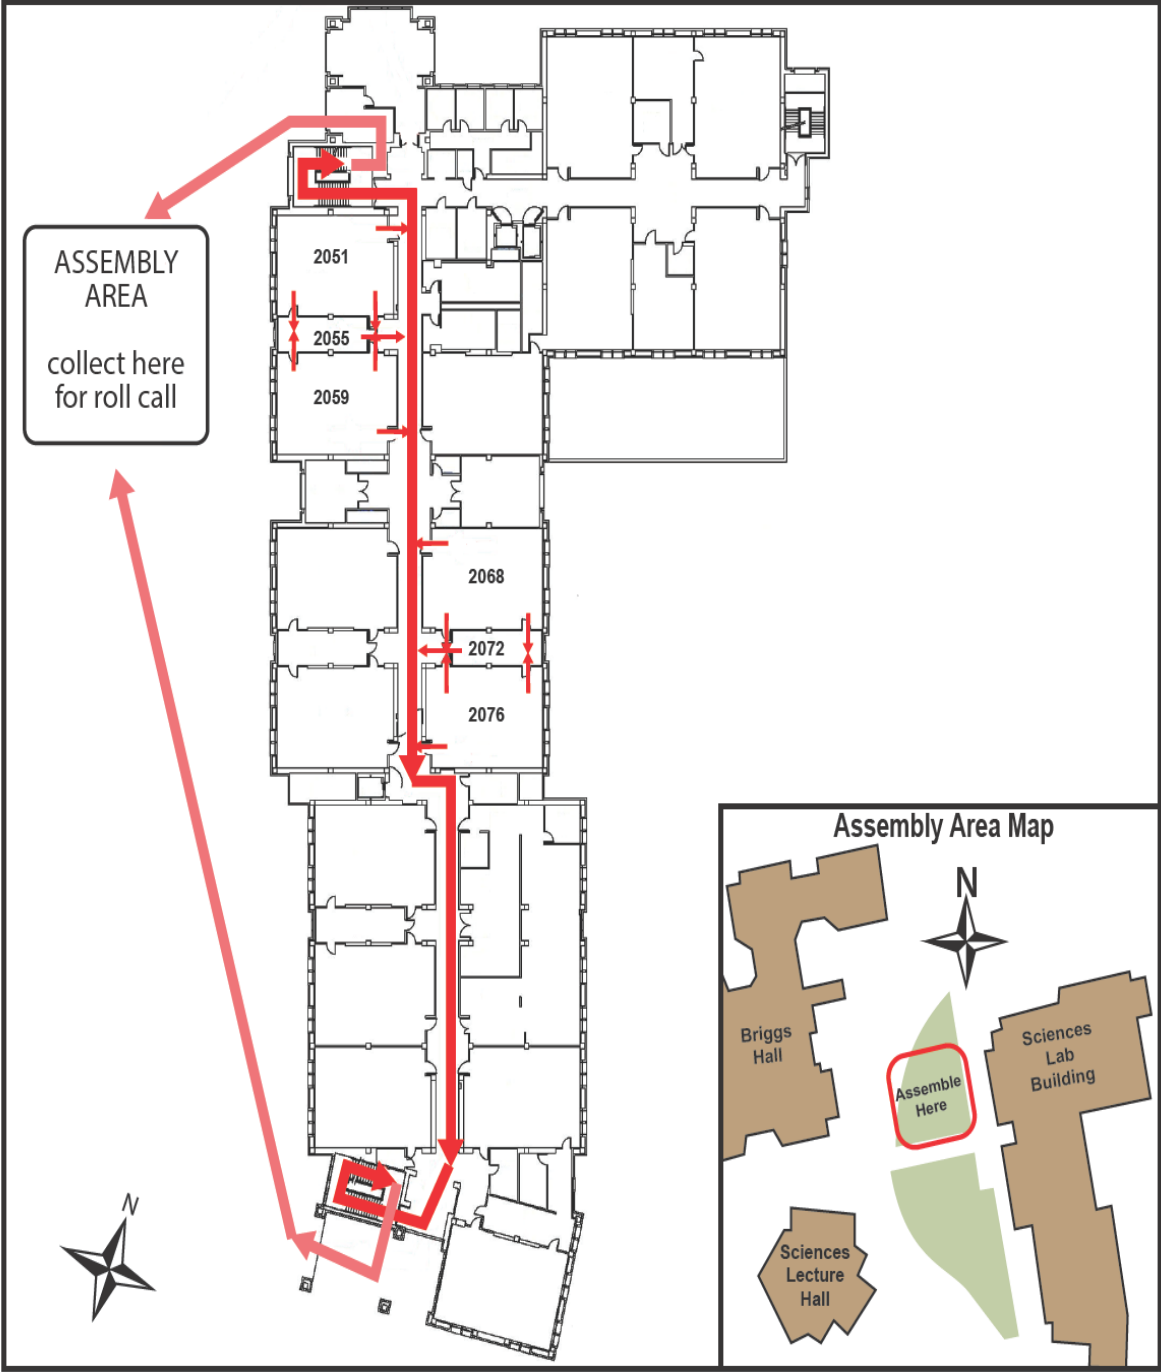 ASSEMBLY
AREA
collect here
for roll call
2051
2055
2059
2068
2072
2076
N
Assembly Area Map
N
Briggs
Hall
Sciences
Lab
Building
Assemble
Here
Sciences
Lecture
Hall